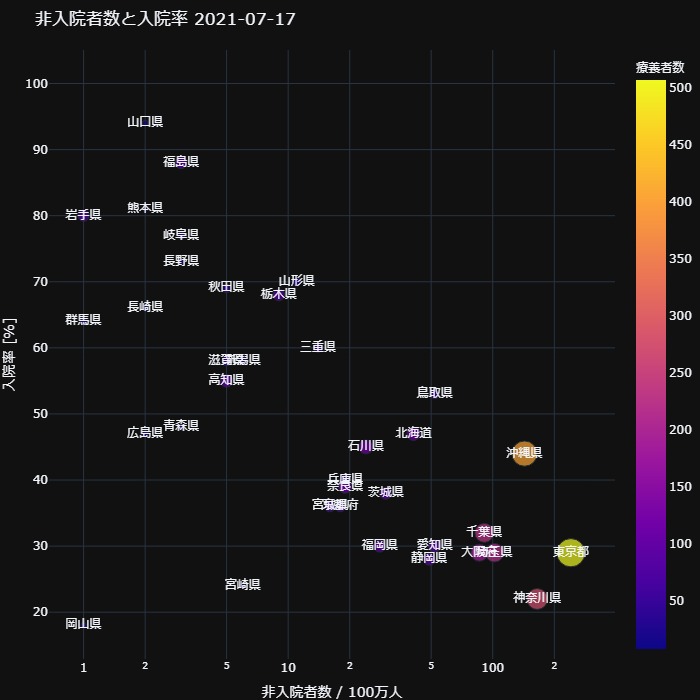 非入院者数と入院率 2021-07-17
療養者数
500
450
400
350
300
250
200
150
100
50
入院率 [%]
100
90
80
70
60
50
40
30
20
山口県
福島県
熊本県
岩手県
岐阜県
長野県
山形県
秋田県
栃木県
長崎県
群馬県
三重県
滋賀県
高知県
鳥取県
青森県
広島県
北海道
石川県
沖縄県
兵庫県
奈良県
茨城県
千葉県
福岡県
愛知県
東京都
静岡県
埼玉県
宮崎県
神奈川県
岡山県
1
2
5
10
2
5
100
2
非入院者数 / 100万人